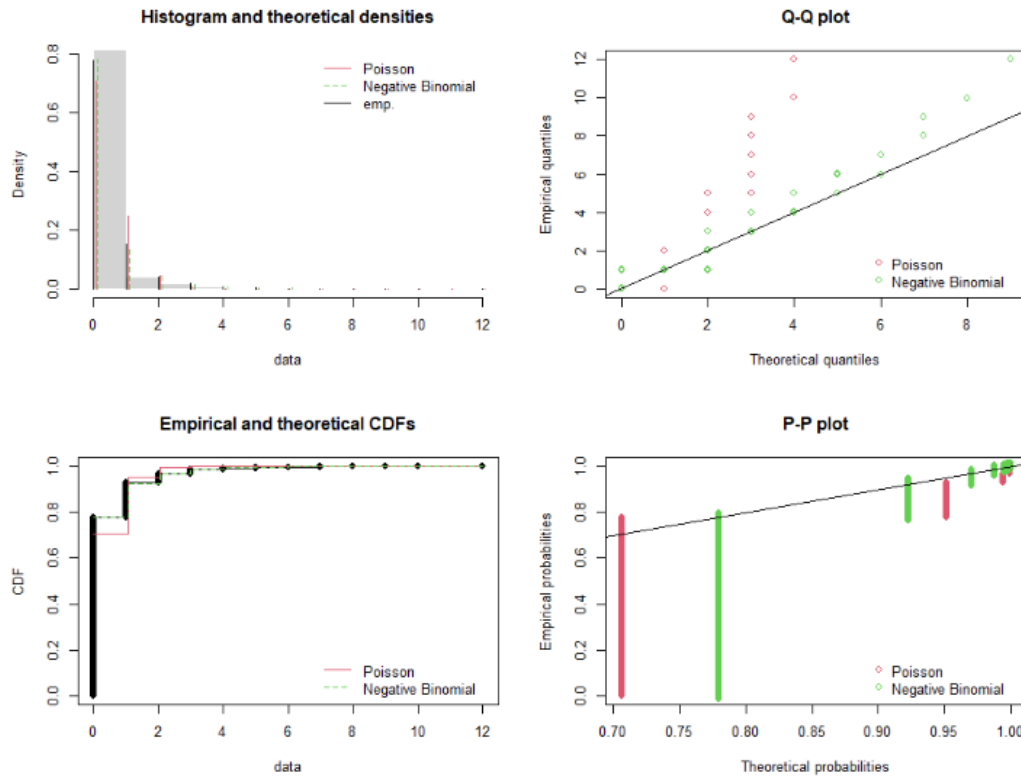 Histogram and theoretical densities
Poisson
Negative Binomial
emp.
Density
0.0 0.2 0.4 0.6 0.8
0 2 4 6 8 10 12
data
Q-Q plot
Empirical quantiles
0 2 4 6 8 10 12
Poisson
Negative Binomial
0 2 4 6 8
Theoretical quantiles
Empirical and theoretical CDFs
CDF
0.0 0.2 0.4 0.6 0.8 1.0
Poisson
Negative Binomial
0 2 4 6 8 10 12
data
P-P plot
Empirical probabilities
0.0 0.2 0.4 0.6 0.8 1.0
Poisson
Negative Binomial
0.70 0.75 0.80 0.85 0.90 0.95 1.00
Theoretical probabilities